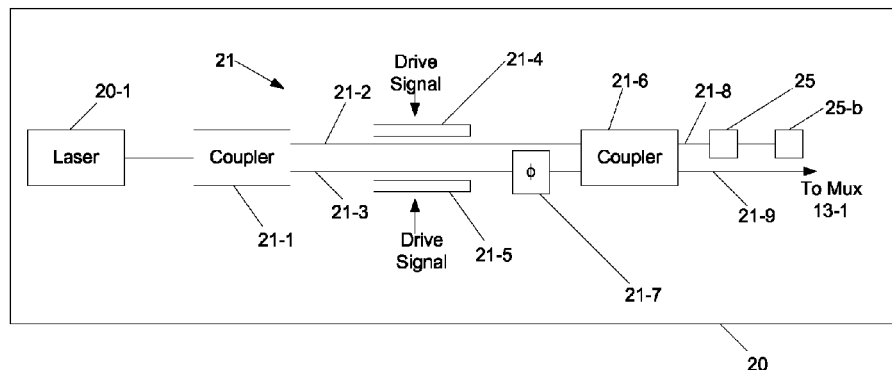 21
Drive
Signal
21-4
20-1
21-2
21-6
21-8
25
25-b
Laser
Coupler
Coupler
ϕ
To Mux
13-1
21-3
21-9
21-1
Drive
Signal
21-5
21-7
20